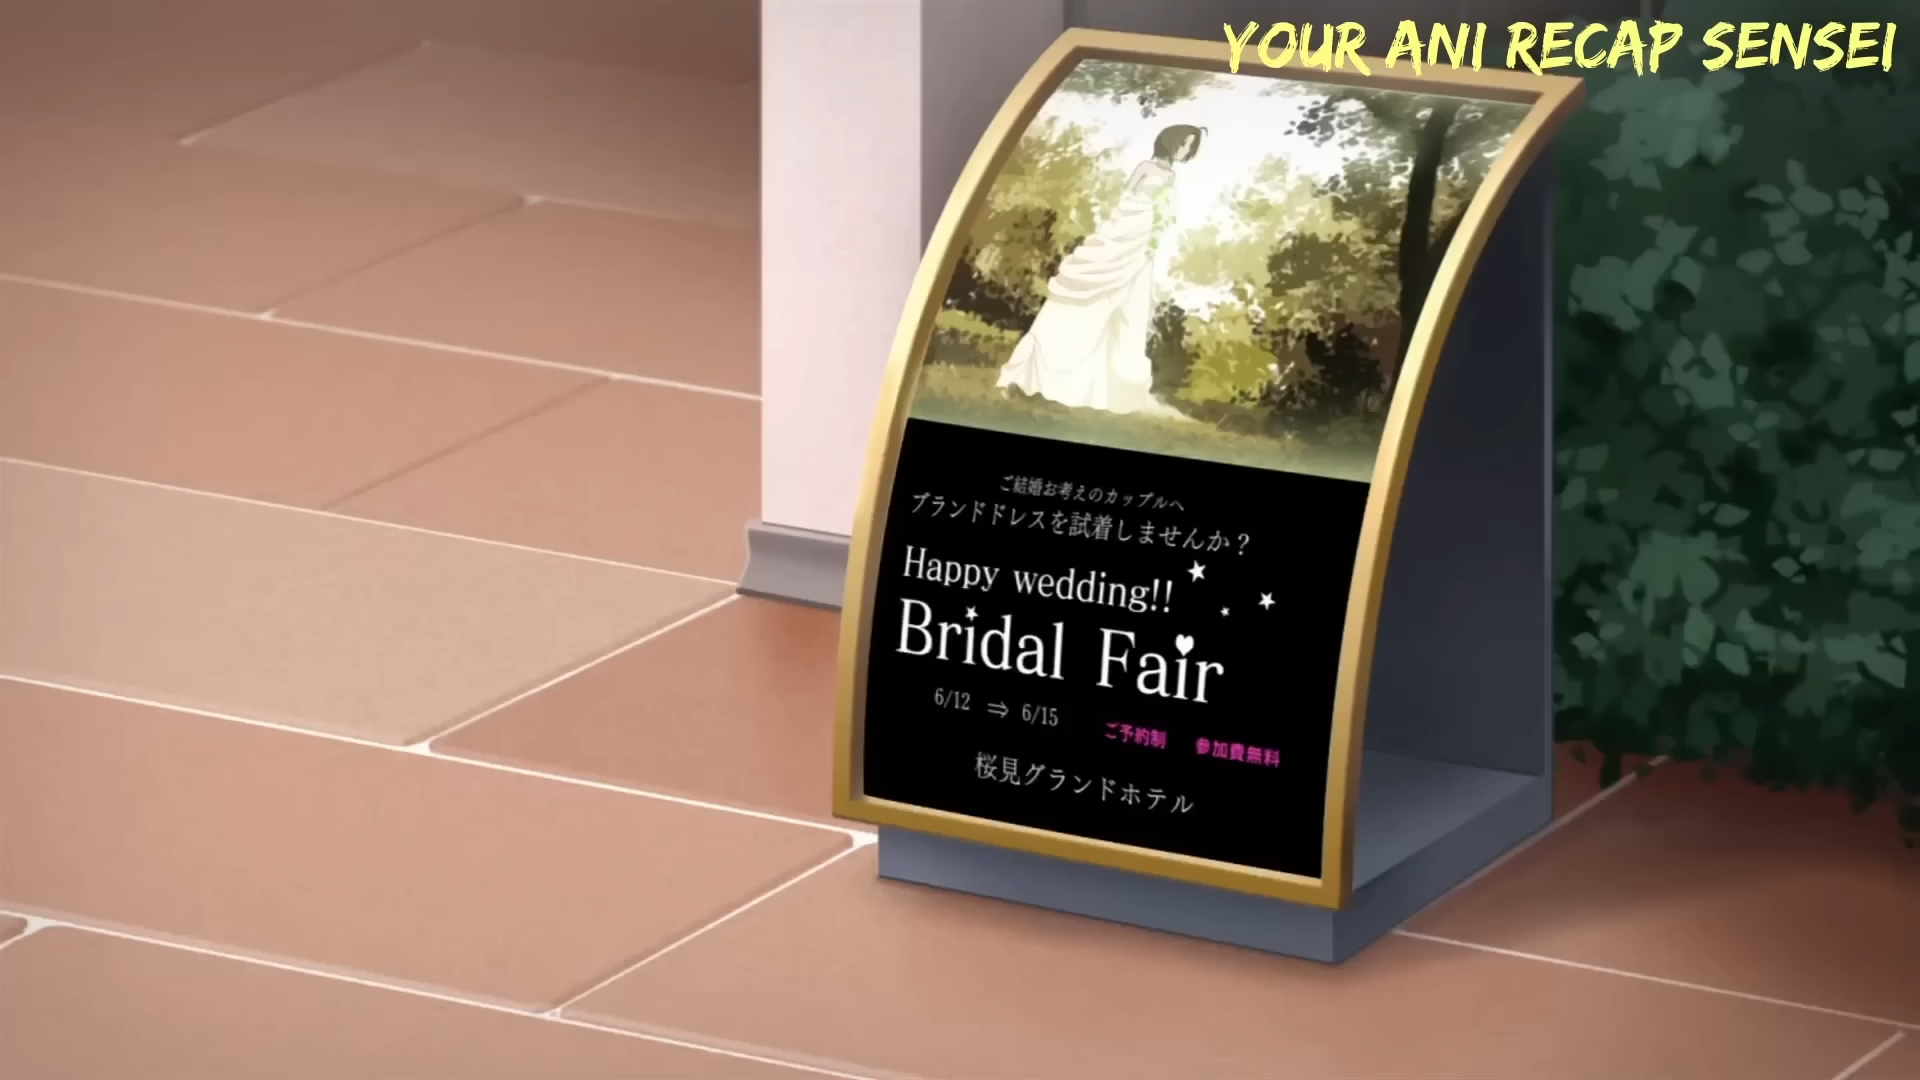 YOUR ANI RECAP SENSEI
ご結婚お考えのカップルへ
ブランドドレスを試着しませんか？
Happy wedding!!
Bridal Fair
6/12 ⇒ 6/15 ご予約制 参加費無料
桜見グランドホテル